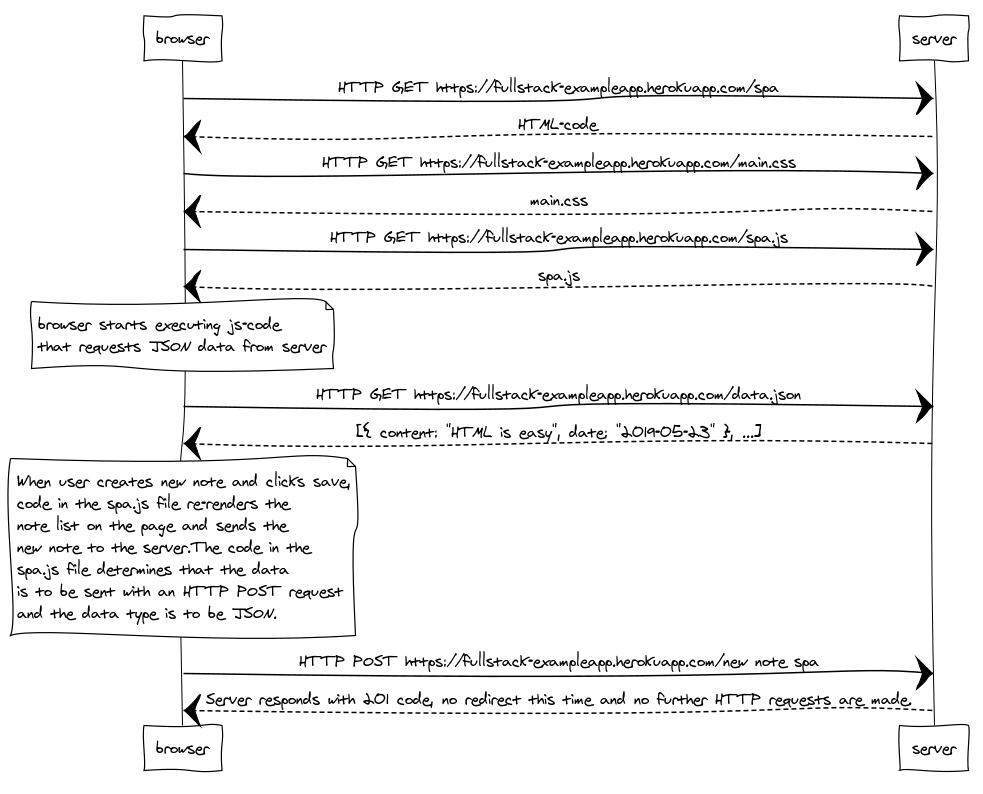 browser server
HTTP GET https://fullstack-exampleapp.herokuapp.com/spa
HTML-code
HTTP GET https://fullstack-exampleapp.herokuapp.com/main.css
main.css
HTTP GET https://fullstack-exampleapp.herokuapp.com/spa.js
spa.js
browser starts executing js-code
that requests JSON data from server
HTTP GET https://fullstack-exampleapp.herokuapp.com/data.json
[{ content: "HTML is easy", date: "2019-05-23" }, ...]
When user creates new note and clicks save,
code in the spa.js file re-renders the
note list on the page and sends the
new note to the server.The code in the
spa.js file determines that the data
is to be sent with an HTTP POST request
and the data type is to be JSON.
HTTP POST https://fullstack-exampleapp.herokuapp.com/new note spa
Server responds with 201 code, no redirect this time and no further HTTP requests are made.
browser server